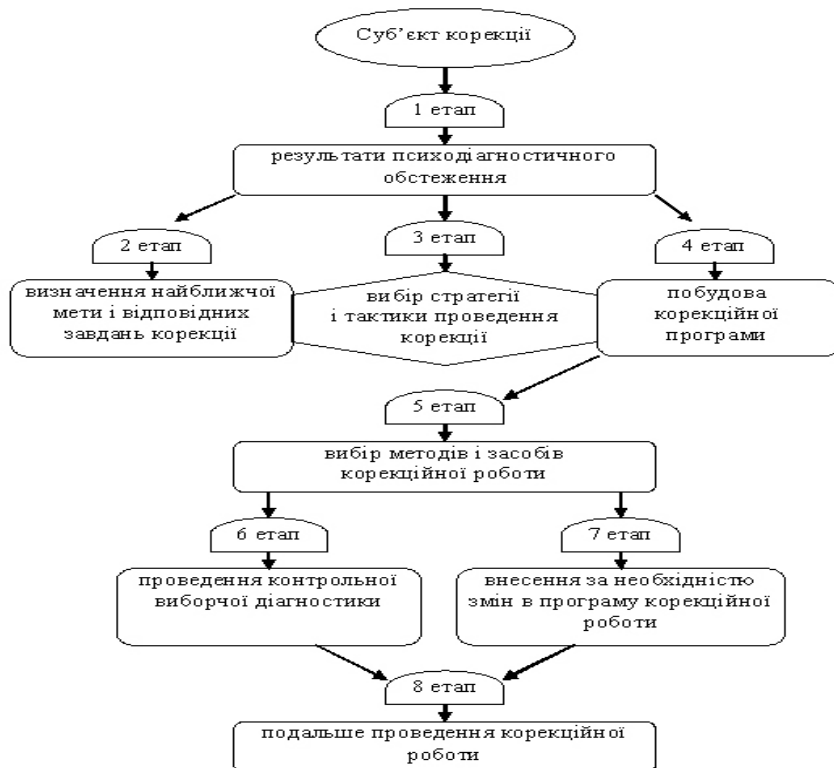 Суб’єкт корекції
1 етап
результати психодіагностичного
обстеження
2 етап
визначення найближчої
мети і відповідних
завдань корекції
3 етап
вибір стратегії
і тактики проведення
корекції
4 етап
побудова
корекційної
програми
5 етап
вибір методів і засобів
корекційної роботи
6 етап
проведення контрольної
виборчої діагностики
7 етап
внесення за необхідністю
змін в програму корекційної
роботи
8 етап
подальше проведення корекційної
роботи